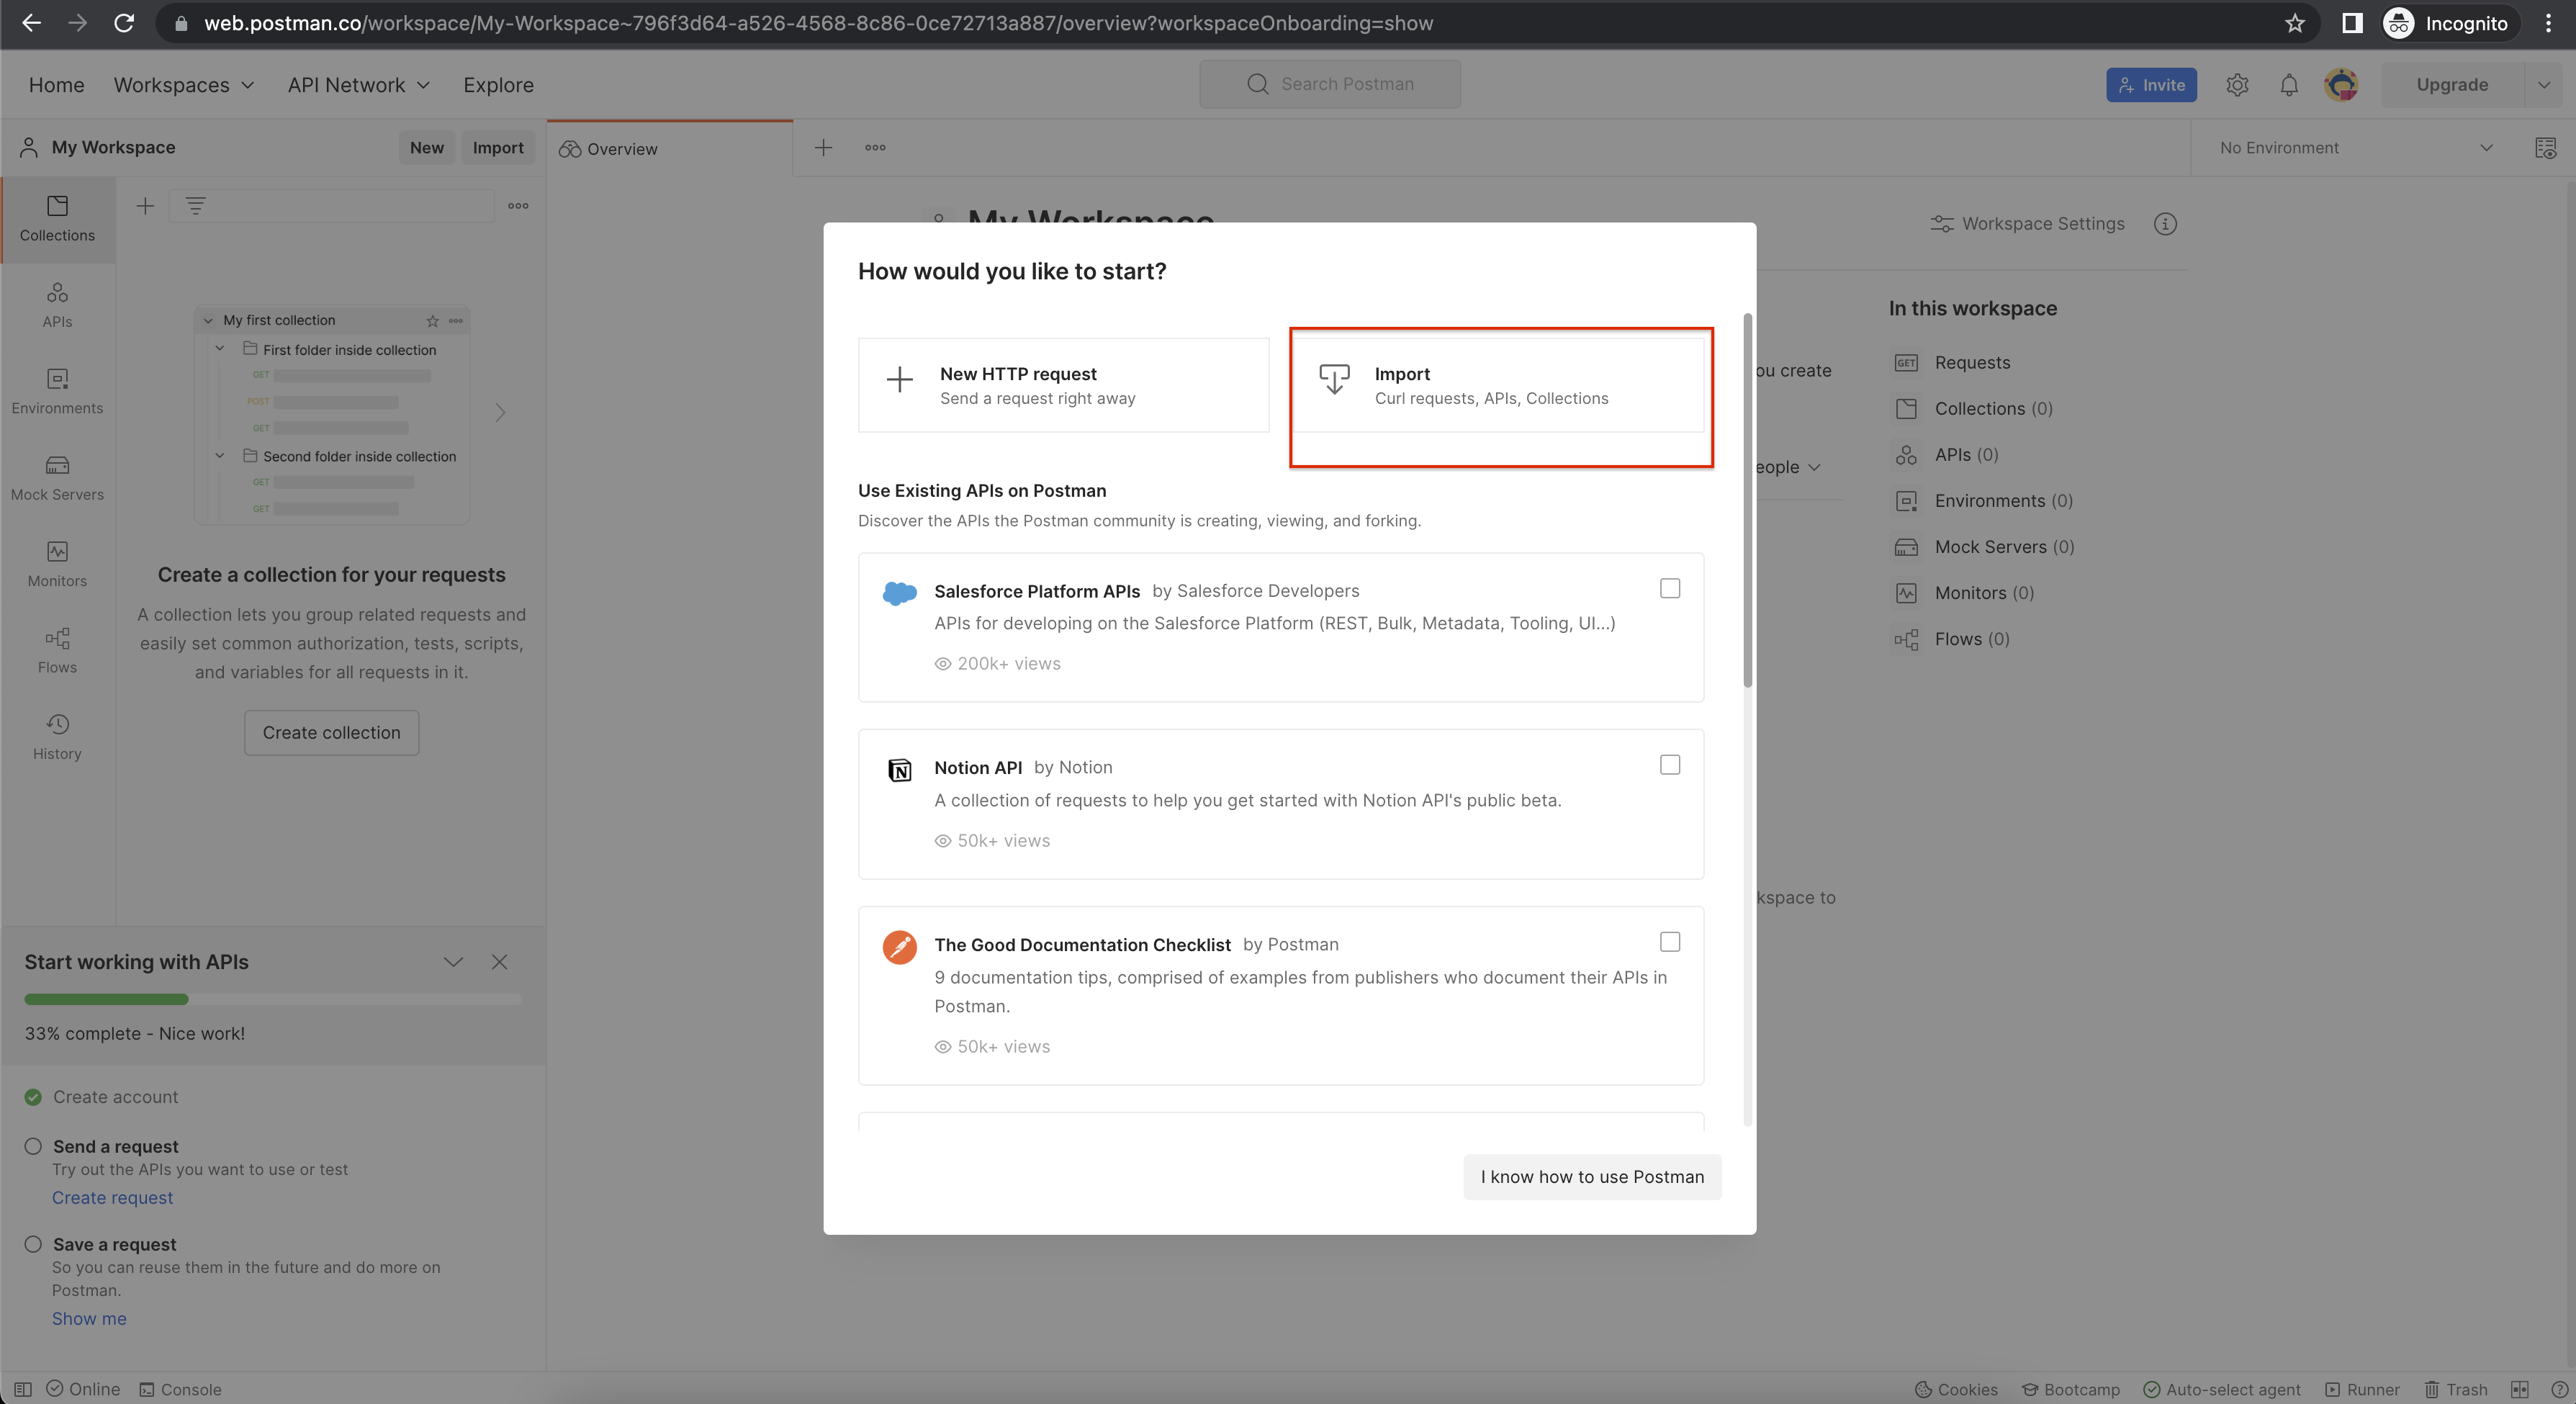 web.postman.co/workspace/My-Workspace~796f3d64-a526-4568-8c86-0ce72713a887/overview?workspaceOnboarding=show
Incognito
Home
Workspaces
API Network
Explore
Search Postman
Invite
Upgrade
My Workspace
New
Import
Overview
No Environment
Collections
APIs
Environments
Mock Servers
Monitors
Flows
History
My first collection
First folder inside collection
GET
POST
GET
Second folder inside collection
GET
GET
Create a collection for your requests
A collection lets you group related requests and
easily set common authorization, tests, scripts,
and variables for all requests in it.
Create collection
Start working with APIs
33% complete - Nice work!
Create account
Send a request
Try out the APIs you want to use or test
Create request
Save a request
So you can reuse them in the future and do more on
Postman.
Show me
My Workspace
Workspace Settings
How would you like to start?
New HTTP request
Send a request right away
Import
Curl requests, APIs, Collections
Use Existing APIs on Postman
Discover the APIs the Postman community is creating, viewing, and forking.
Salesforce Platform APIs by Salesforce Developers
APIs for developing on the Salesforce Platform (REST, Bulk, Metadata, Tooling, UI...)
200k+ views
Notion API by Notion
A collection of requests to help you get started with Notion API's public beta.
50k+ views
The Good Documentation Checklist by Postman
9 documentation tips, comprised of examples from publishers who document their APIs in
Postman.
50k+ views
I know how to use Postman
ou create
eople
kspace to
In this workspace
GET Requests
Collections (0)
APIs (0)
Environments (0)
Mock Servers (0)
Monitors (0)
Flows (0)
Online
Console
Cookies
Bootcamp
Auto-select agent
Runner
Trash